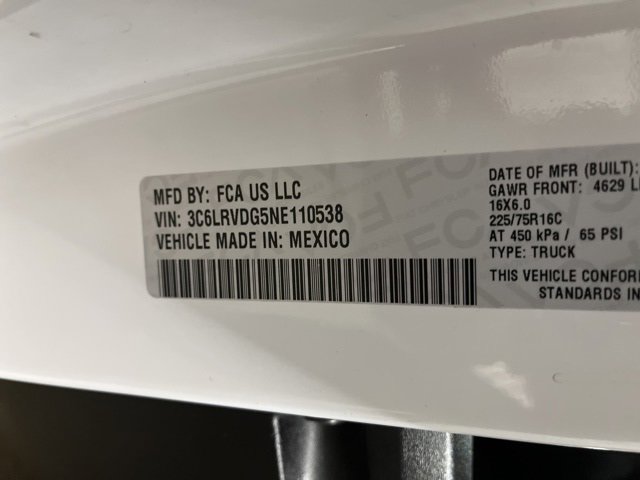 MFD BY: FCA US LLC
VIN: 3C6LRVDG5NE110538
VEHICLE MADE IN: MEXICO
DATE OF MFR (BUILT):
GAWR FRONT: 4629 L
16X6.0
225/75R16C
AT 450 kPa / 65 PSI
TYPE: TRUCK
THIS VEHICLE CONFOR
STANDARDS IN